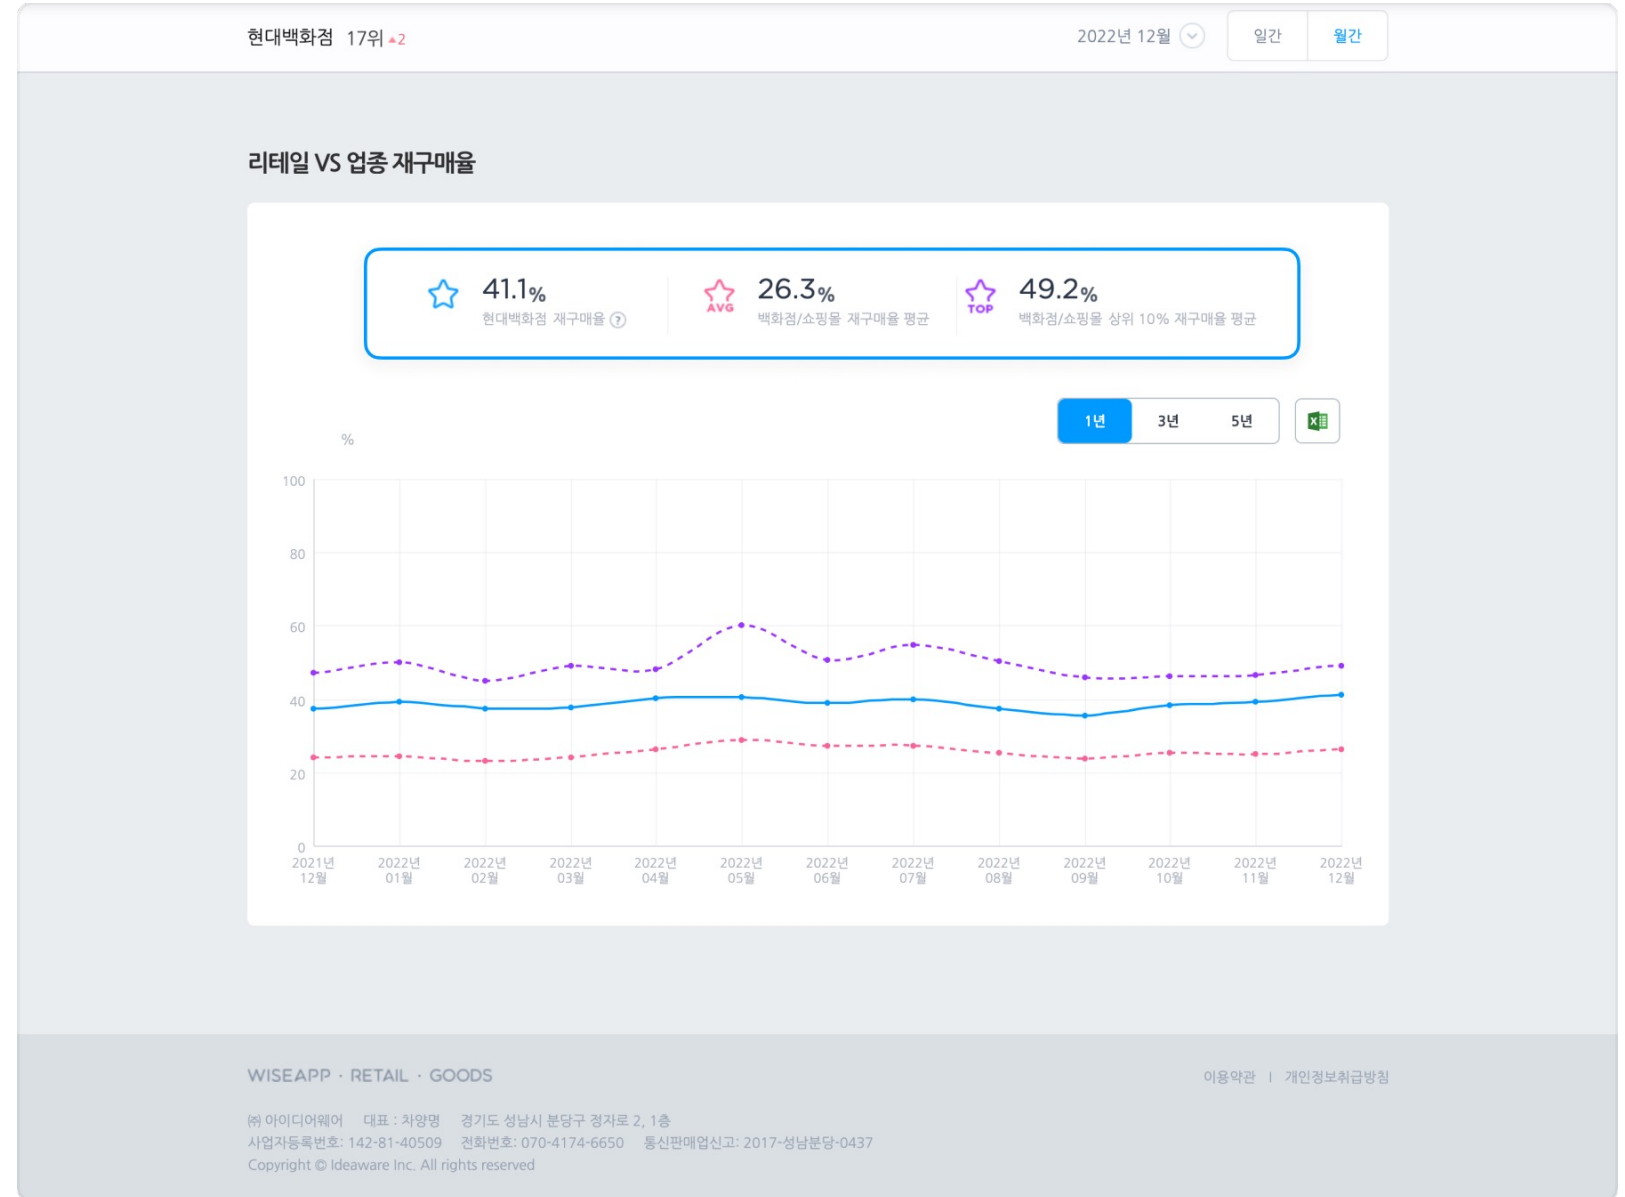 현대백화점 17위 ▲2
2022년 12월 일간 월간
리테일 VS 업종 재구매율
41.1%
현대백화점 재구매율 ?
AVG
26.3%
백화점/쇼핑몰 재구매율 평균
TOP
49.2%
백화점/쇼핑몰 상위 10% 재구매율 평균
1년 3년 5년
%
100
80
60
40
20
0
2021년 12월
2022년 01월
2022년 02월
2022년 03월
2022년 04월
2022년 05월
2022년 06월
2022년 07월
2022년 08월
2022년 09월
2022년 10월
2022년 11월
2022년 12월
WISEAPP · RETAIL · GOODS
이용약관 | 개인정보취급방침
㈜ 아이디어웨어 대표 : 차양명 경기도 성남시 분당구 정자로 2, 1층
사업자등록번호: 142-81-40509 전화번호: 070-4174-6650 통신판매업신고: 2017-성남분당-0437
Copyright © Ideaware Inc. All rights reserved